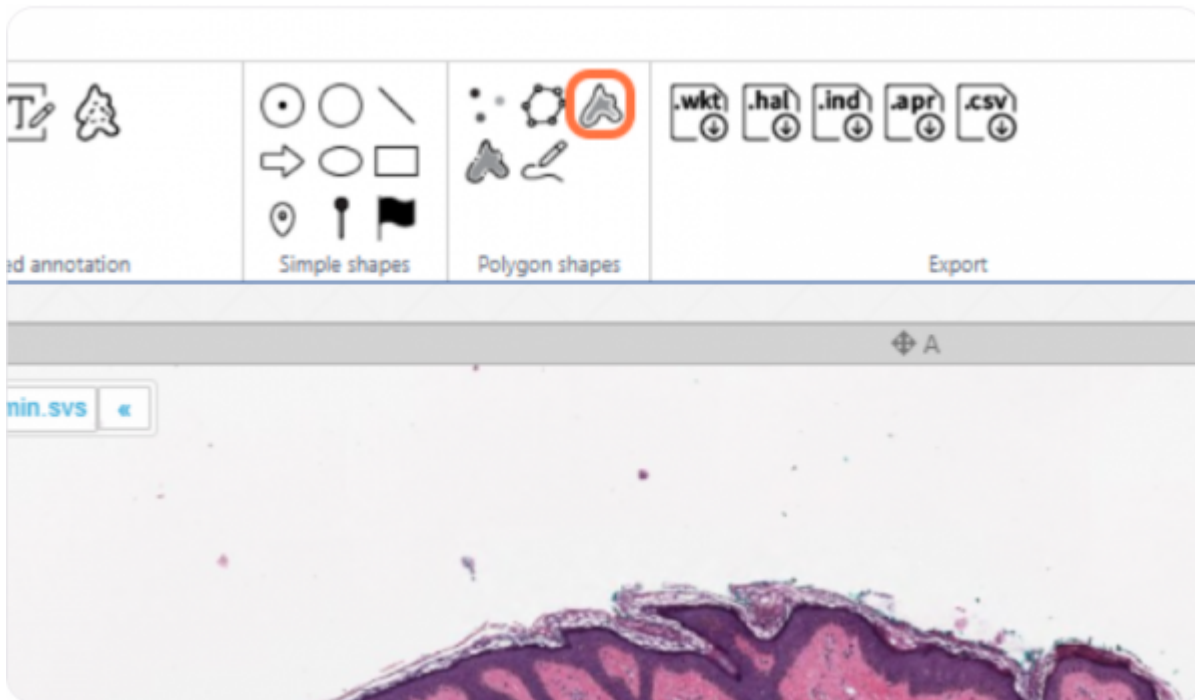 T
.wkt .hal .ind .apr .csv
ed annotation Simple shapes Polygon shapes Export
A
min.svs «